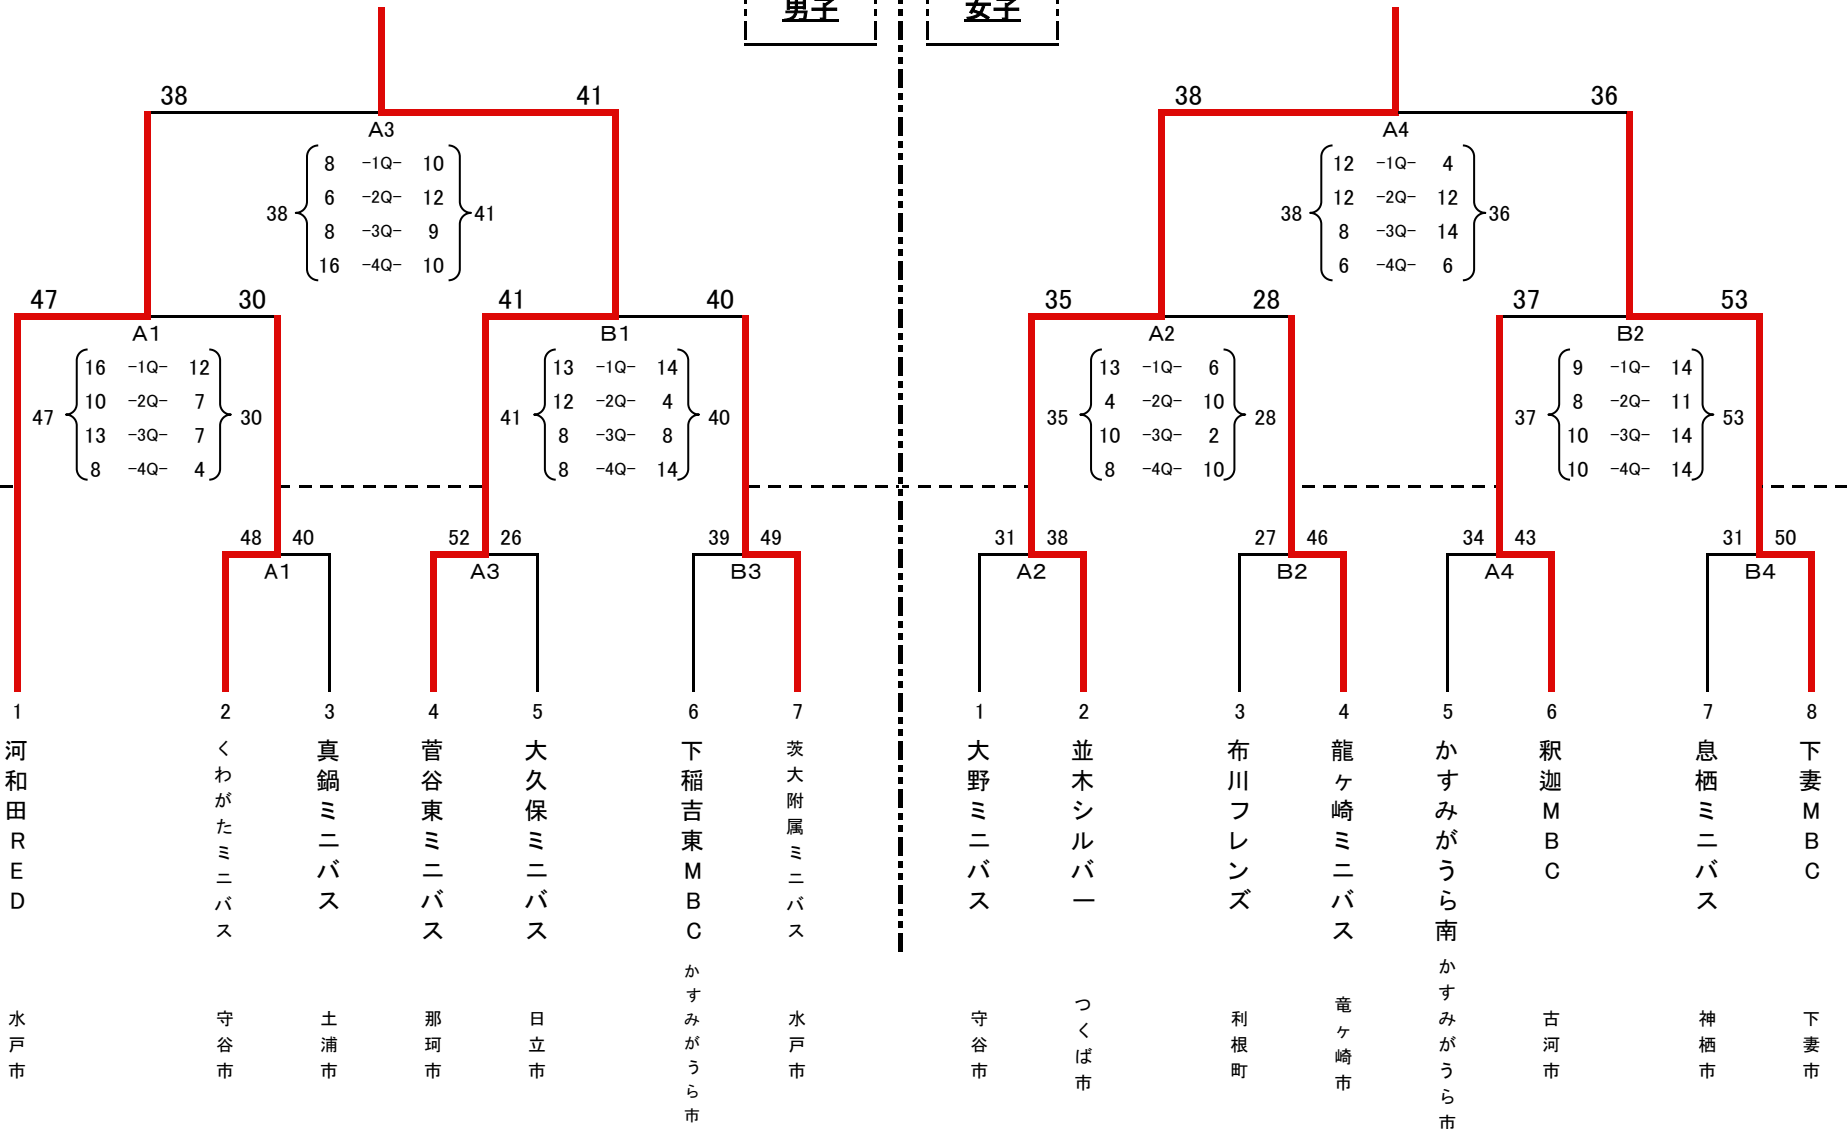 男子
女子
38 41
A3
8 -1Q- 10
6 -2Q- 12
38 41
8 -3Q- 9
16 -4Q- 10
38 36
A4
12 -1Q- 4
12 -2Q- 12
38 36
8 -3Q- 14
6 -4Q- 6
47 30
A1
16 -1Q- 12
10 -2Q- 7
47 30
13 -3Q- 7
8 -4Q- 4
41 40
B1
13 -1Q- 14
12 -2Q- 4
41 40
8 -3Q- 8
8 -4Q- 14
35 28
A2
13 -1Q- 6
4 -2Q- 10
35 28
10 -3Q- 2
8 -4Q- 10
37 53
B2
9 -1Q- 14
8 -2Q- 11
37 53
10 -3Q- 14
10 -4Q- 14
48 40
A1
52 26
A3
39 49
B3
31 38
A2
27 46
B2
34 43
A4
31 50
B4
1
河和田RED
水戸市
2
くわがたミニバス
守谷市
3
真鍋ミニバス
土浦市
4
菅谷東ミニバス
那珂市
5
大久保ミニバス
日立市
6
下稲吉東MBC
かすみがうら市
7
茨大附属ミニバス
水戸市
1
大野ミニバス
守谷市
2
並木シルバー
つくば市
3
布川フレンズ
利根町
4
龍ヶ崎ミニバス
竜ヶ崎市
5
かすみがうら南
かすみがうら市
6
釈迦MBC
古河市
7
息栖ミニバス
神栖市
8
下妻MBC
下妻市